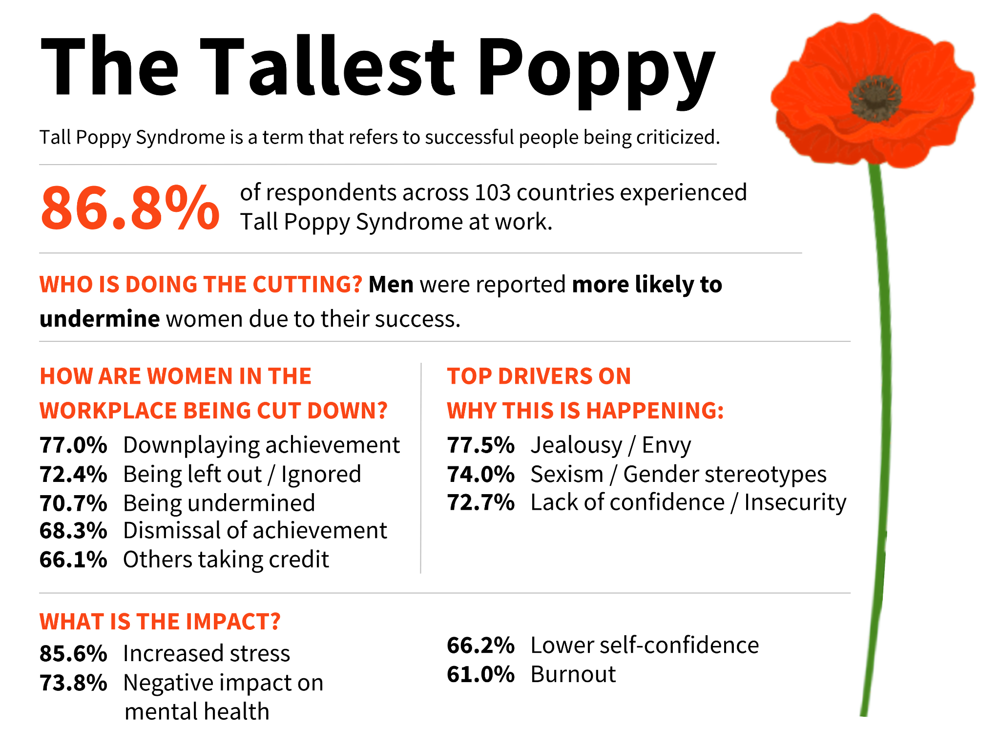 The Tallest Poppy
Tall Poppy Syndrome is a term that refers to successful people being criticized.
86.8% of respondents across 103 countries experienced
Tall Poppy Syndrome at work.
WHO IS DOING THE CUTTING? Men were reported more likely to
undermine women due to their success.
HOW ARE WOMEN IN THE
WORKPLACE BEING CUT DOWN?
77.0% Downplaying achievement
72.4% Being left out / Ignored
70.7% Being undermined
68.3% Dismissal of achievement
66.1% Others taking credit
TOP DRIVERS ON
WHY THIS IS HAPPENING:
77.5% Jealousy / Envy
74.0% Sexism / Gender stereotypes
72.7% Lack of confidence / Insecurity
WHAT IS THE IMPACT?
85.6% Increased stress
73.8% Negative impact on
mental health
66.2% Lower self-confidence
61.0% Burnout